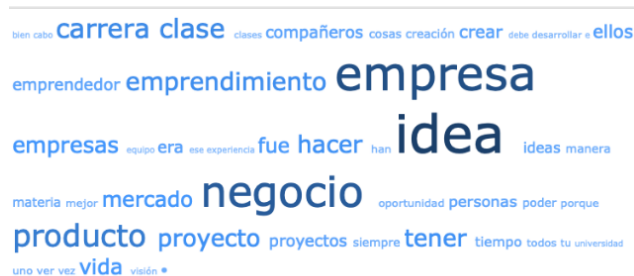 bien cabo carrera clase clases compañeros cosas creación crear debe desarrollar e ellos
emprendedor emprendimiento empresa
empresas equipo era ese experiencia fue hacer han idea ideas manera
materia mejor mercado negocio oportunidad personas poder porque
producto proyecto proyectos siempre tener tiempo todos tu universidad
uno ver vez vida visión •